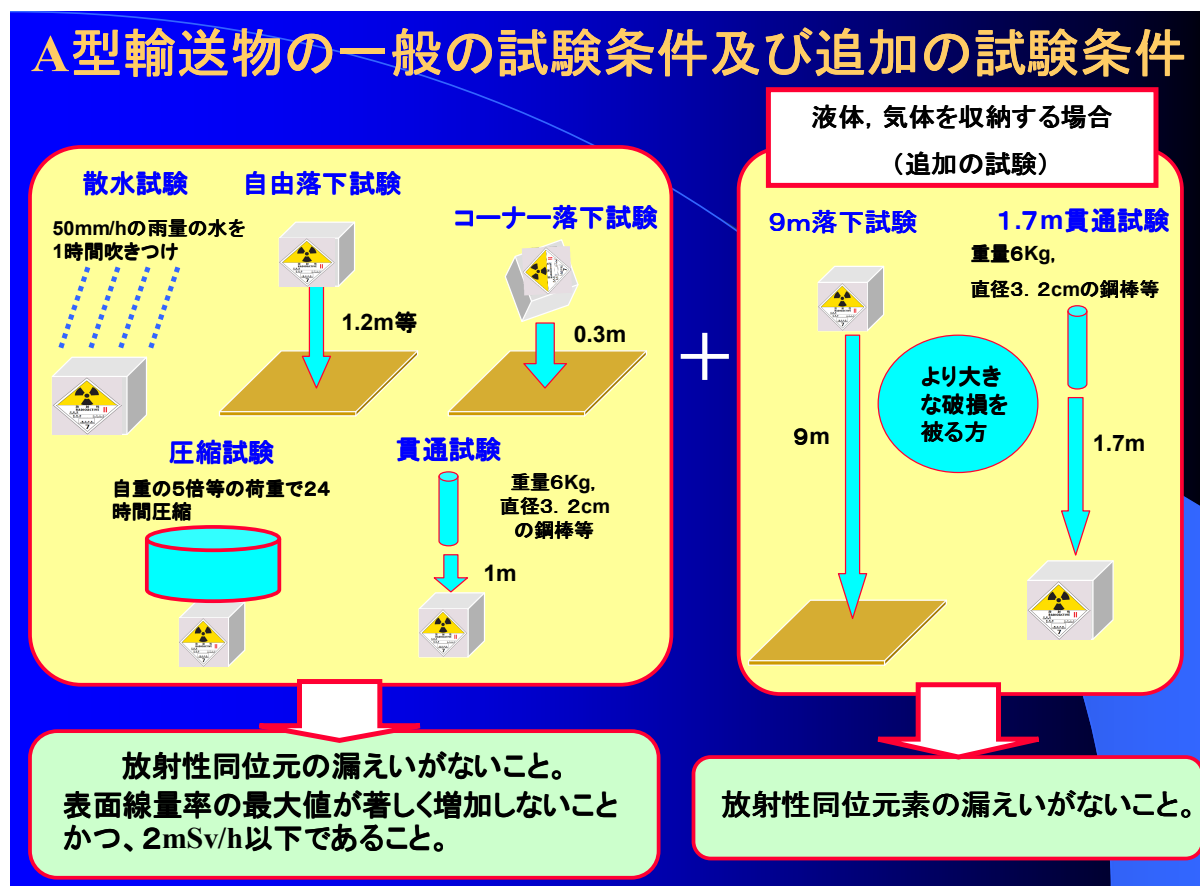 A型輸送物の一般の試験条件及び追加の試験条件
散水試験
50mm/hの雨量の水を
1時間吹きつけ
自由落下試験
1.2m等
コーナー落下試験
0.3m
圧縮試験
自重の5倍等の荷重で24
時間圧縮
貫通試験
重量6Kg,
直径3．2cm
の鋼棒等
1m
＋
液体，気体を収納する場合
（追加の試験）
9m落下試験
9m
より大き
な破損を
被る方
1.7m貫通試験
重量6Kg,
直径3．2cmの鋼棒等
1.7m
放射性同位元の漏えいがないこと。
表面線量率の最大値が著しく増加しないこと
かつ、2mSv/h以下であること。
放射性同位元素の漏えいがないこと。